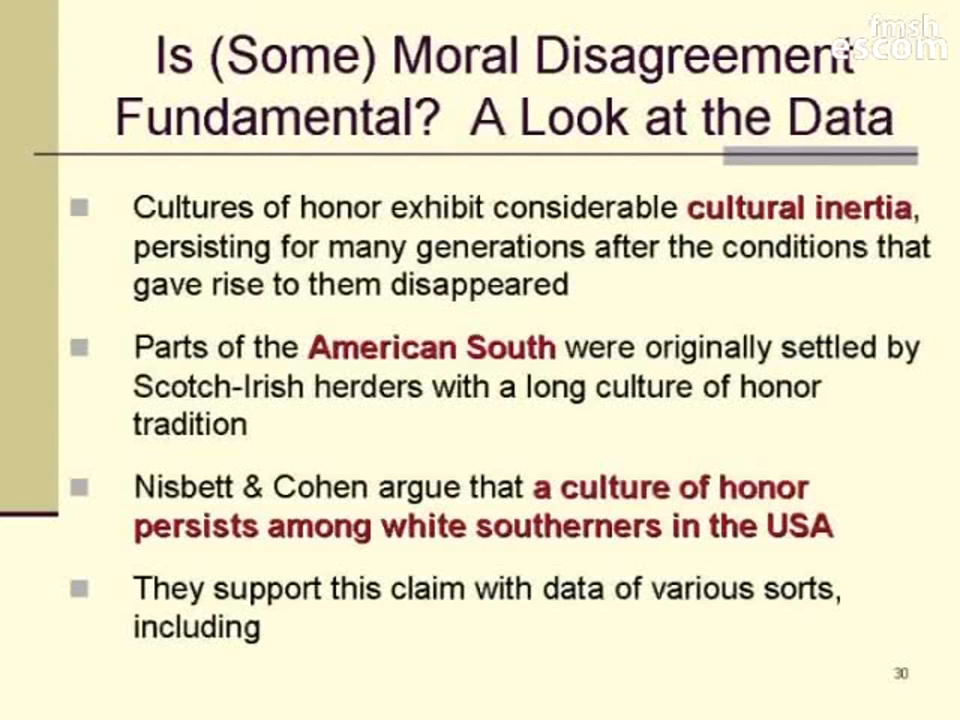 fmsh
escom
Is (Some) Moral Disagreement
Fundamental? A Look at the Data
Cultures of honor exhibit considerable cultural inertia,
persisting for many generations after the conditions that
gave rise to them disappeared
Parts of the American South were originally settled by
Scotch-Irish herders with a long culture of honor
tradition
Nisbett & Cohen argue that a culture of honor
persists among white southerners in the USA
They support this claim with data of various sorts,
including
30